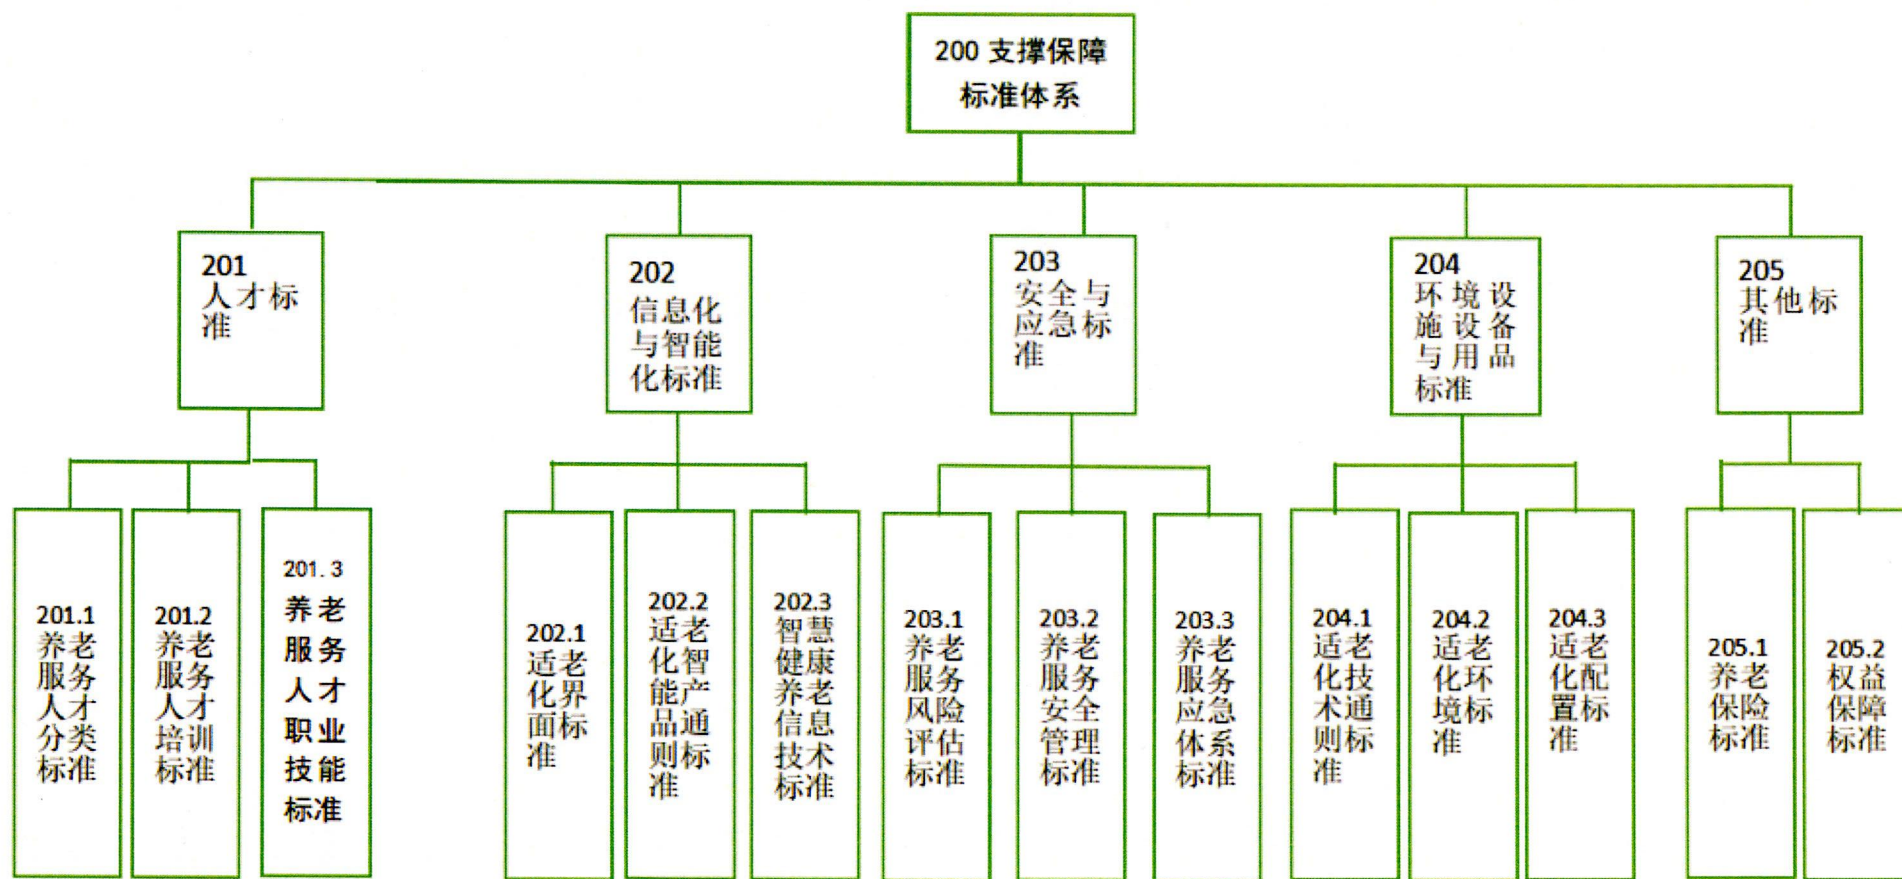 200 支撑保障
标准体系
201
人才标
准
202
信息化
与智能
化标准
203
安全与
应急标
准
204
环境设
施设备
与用品
标准
205
其他标
准
201.1
养老
服务
人才
分类
标准
201.2
养老
服务
人才
培训
标准
201.3
养老
服务
人才
职业
技能
标准
202.1
适老
化界
面标
准
202.2
适老
化智
能产
品通
则标
准
202.3
智慧
健康
养老
信息
技术
标准
203.1
养老
服务
风险
评估
标准
203.2
养老
服务
安全
管理
标准
203.3
养老
服务
应急
体系
标准
204.1
适老
化技
术通
则标
准
204.2
适老
化环
境标
准
204.3
适老
化配
置标
准
205.1
养老
保险
标准
205.2
权益
保障
标准